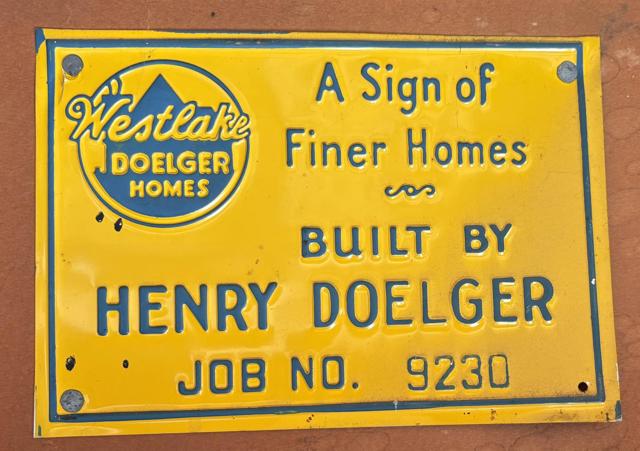 Westlake
DOELGER
HOMES
A Sign of
Finer Homes
BUILT BY
HENRY DOELGER
JOB NO. 9230